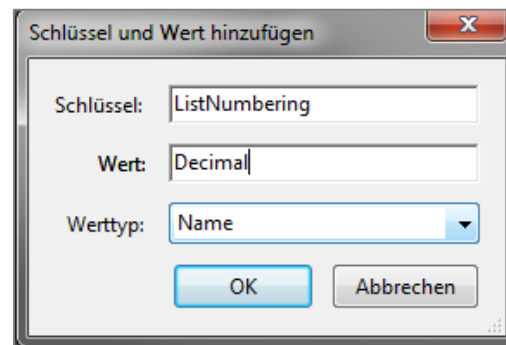 Schlüssel und Wert hinzufügen
Schlüssel: ListNumbering
Wert: Decimal
Werttyp: Name
OK Abbrechen